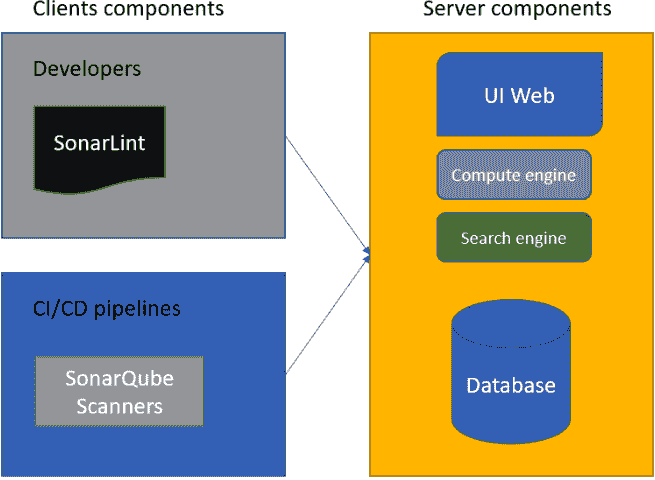 Clients components
Server components
Developers
SonarLint
CI/CD pipelines
SonarQube
Scanners
UI Web
Compute engine
Search engine
Database